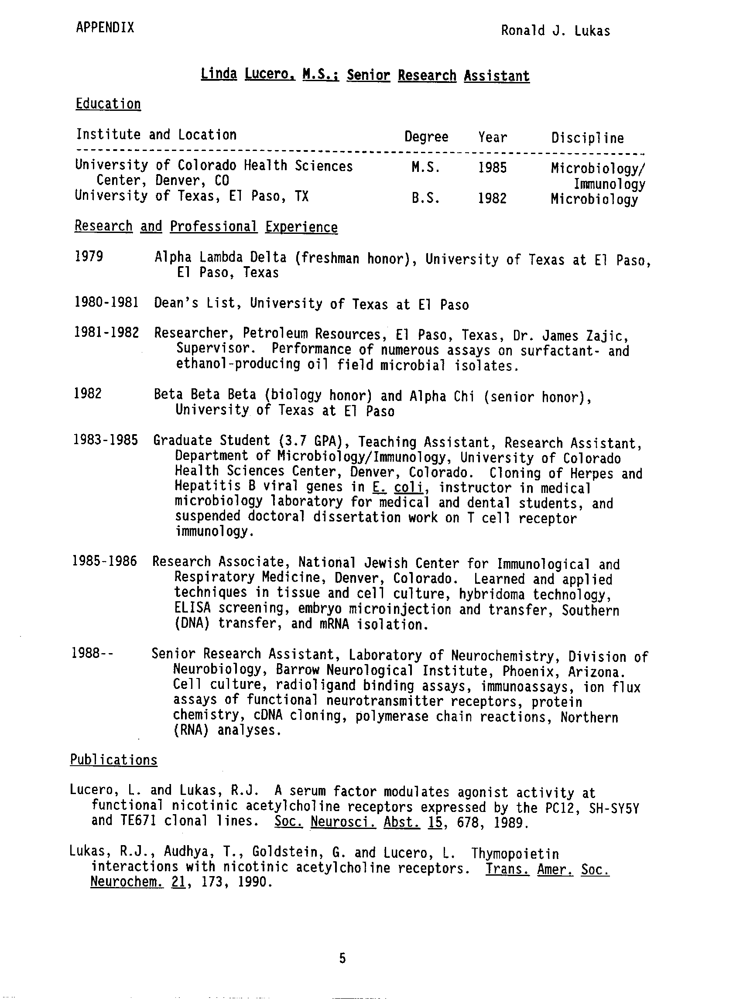 APPENDIX Ronald J. Lukas
Linda Lucero, M.S.; Senior Research Assistant
Education
Institute and Location Degree Year Discipline
University of Colorado Health Sciences M.S. 1985 Microbiology/
Center, Denver, CO Immunology
University of Texas, El Paso, TX B.S. 1982 Microbiology
Research and Professional Experience
1979 Alpha Lambda Delta (freshman honor), University of Texas at El Paso,
El Paso, Texas
1980-1981 Dean's List, University of Texas at El Paso
1981-1982 Researcher, Petroleum Resources, El Paso, Texas, Dr. James Zajic,
Supervisor. Performance of numerous assays on surfactant- and
ethanol-producing oil field microbial isolates.
1982 Beta Beta Beta (biology honor) and Alpha Chi (senior honor),
University of Texas at El Paso
1983-1985 Graduate Student (3.7 GPA), Teaching Assistant, Research Assistant,
Department of Microbiology/Immunology, University of Colorado
Health Sciences Center, Denver, Colorado. Cloning of Herpes and
Hepatitis B viral genes in E. coli, instructor in medical
microbiology laboratory for medical and dental students, and
suspended doctoral dissertation work on T cell receptor
immunology.
1985-1986 Research Associate, National Jewish Center for Immunological and
Respiratory Medicine, Denver, Colorado. Learned and applied
techniques in tissue and cell culture, hybridoma technology,
ELISA screening, embryo microinjection and transfer, Southern
(DNA) transfer, and mRNA isolation.
1988-- Senior Research Assistant, Laboratory of Neurochemistry, Division of
Neurobiology, Barrow Neurological Institute, Phoenix, Arizona.
Cell culture, radioligand binding assays, immunoassays, ion flux
assays of functional neurotransmitter receptors, protein
chemistry, cDNA cloning, polymerase chain reactions, Northern
(RNA) analyses.
Publications
Lucero, L. and Lukas, R.J. A serum factor modulates agonist activity at
functional nicotinic acetylcholine receptors expressed by the PC12, SH-SY5Y
and TE671 clonal lines. Soc. Neurosci. Abst. 15, 678, 1989.
Lukas, R.J., Audhya, T., Goldstein, G. and Lucero, L. Thymopoietin
interactions with nicotinic acetylcholine receptors. Trans. Amer. Soc.
Neurochem. 21, 173, 1990.
5